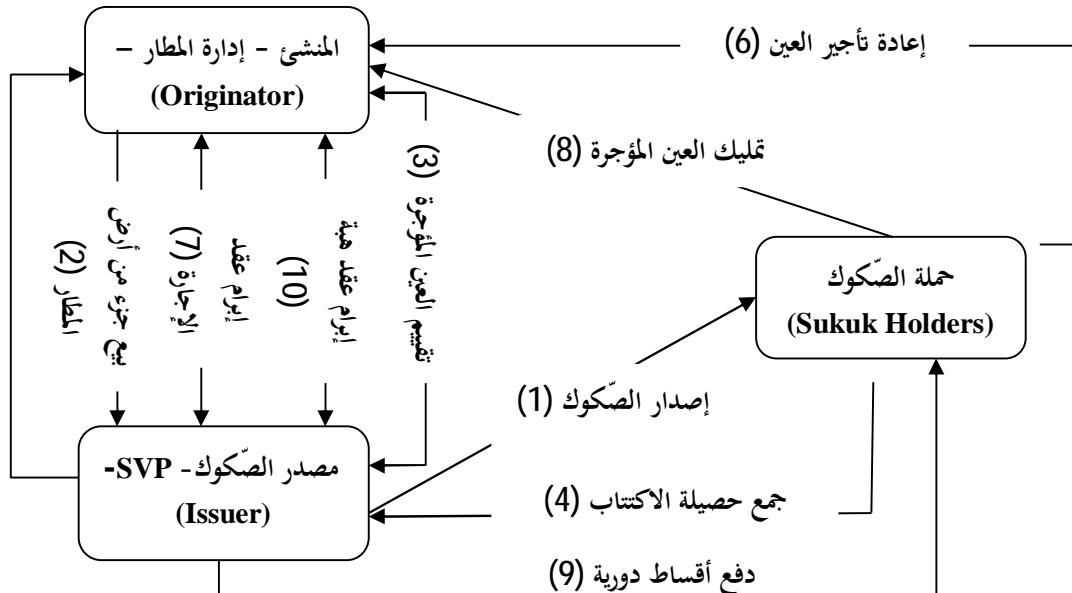 المنشئ - إدارة المطار –
(Originator)
إعادة تأجير العين (6)
تمليك العين المؤجرة (8)
بيع جزء من أرض
المطار (2)
إبرام عقد
الإجارة (7)
إبرام عقد هبة
(10)
تقييم العين المؤجرة (3)
حملة الصّكوك
(Sukuk Holders)
إصدار الصّكوك (1)
مصدر الصّكوك- SVP-
(Issuer)
جمع حصيلة الاكتتاب (4)
دفع أقساط دورية (9)